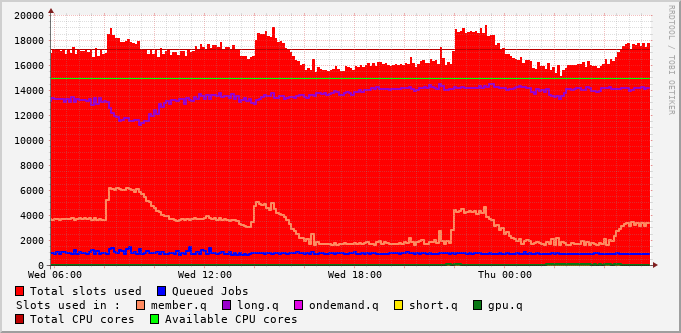 20000
18000
16000
14000
12000
10000
8000
6000
4000
2000
0
Wed 06:00 Wed 12:00 Wed 18:00 Thu 00:00
Total slots used Queued Jobs
Slots used in : member.q long.q ondemand.q short.q gpu.q
Total CPU cores Available CPU cores
RRDTOOL / TOBI OETIKER